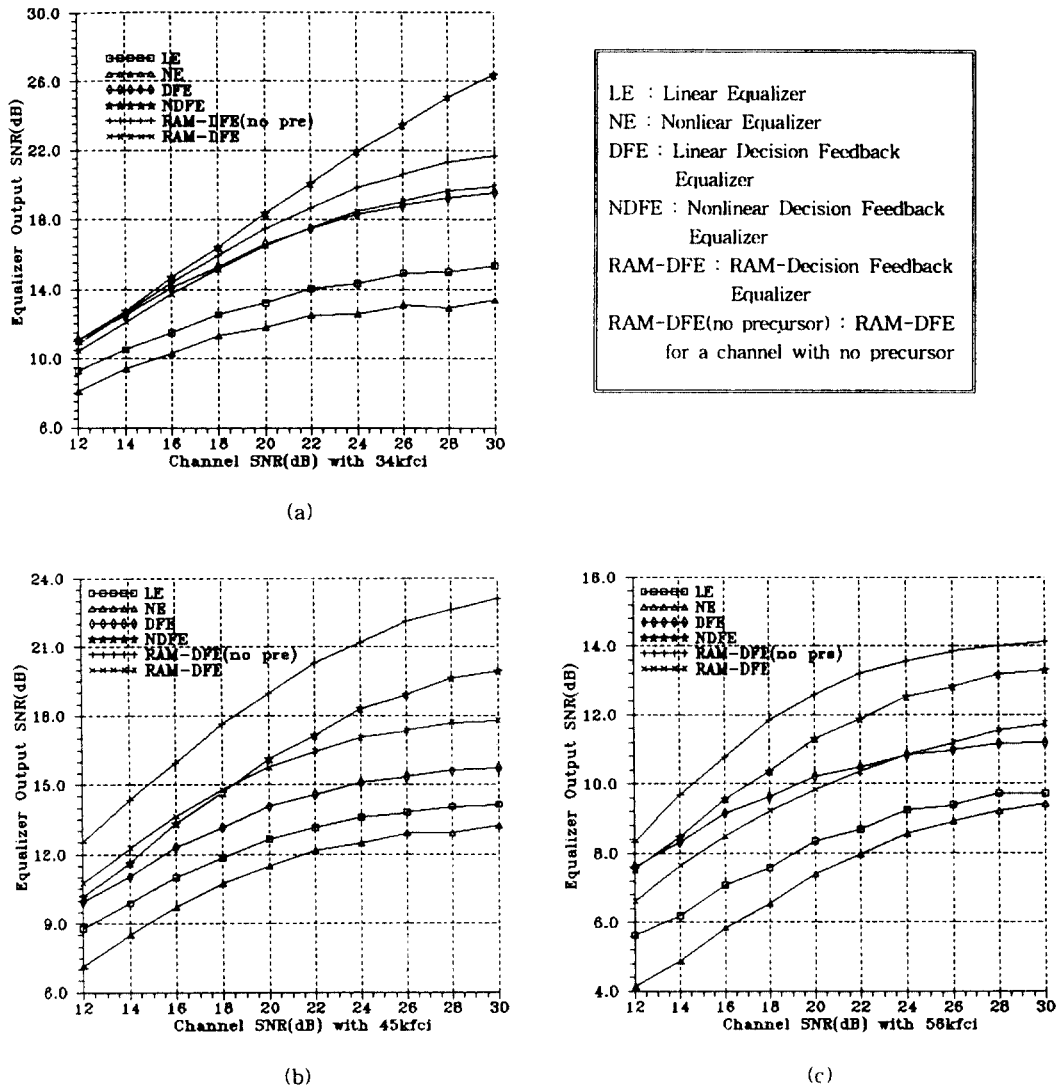 30.0
26.0
22.0
18.0
14.0
10.0
6.0
Equalizer Output SNR(dB)
LE
NE
DFE
NDFE
RAM-DFE(no pre)
RAM-DFE
12 14 16 18 20 22 24 26 28 30
Channel SNR(dB) with 34kfci
(a)
LE : Linear Equalizer
NE : Nonliear Equalizer
DFE : Linear Decision Feedback
Equalizer
NDFE : Nonlinear Decision Feedback
Equalizer
RAM-DFE : RAM-Decision Feedback
Equalizer
RAM-DFE(no precursor) : RAM-DFE
for a channel with no precursor
24.0
21.0
18.0
15.0
12.0
9.0
6.0
Equalizer Output SNR(dB)
LE
NE
DFE
NDFE
RAM-DFE(no pre)
RAM-DFE
12 14 16 18 20 22 24 26 28 30
Channel SNR(dB) with 45kfci
(b)
16.0
14.0
12.0
10.0
8.0
6.0
4.0
Equalizer Output SNR(dB)
LE
NE
DFE
NDFE
RAM-DFE(no pre)
RAM-DFE
12 14 16 18 20 22 24 26 28 30
Channel SNR(dB) with 56kfci
(c)